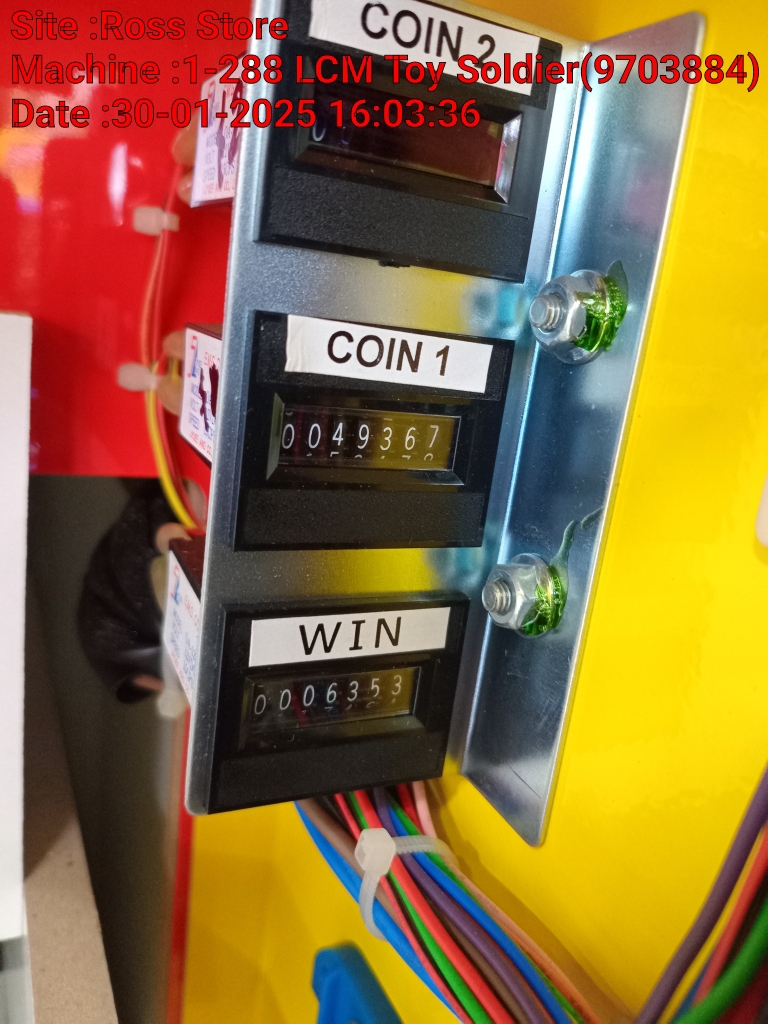 Site :Ross Store
Machine :1-288 LCM Toy Soldier(9703884)
Date :30-01-2025 16:03:36
COIN 2
0
COIN 1
0049367
WIN
0006353